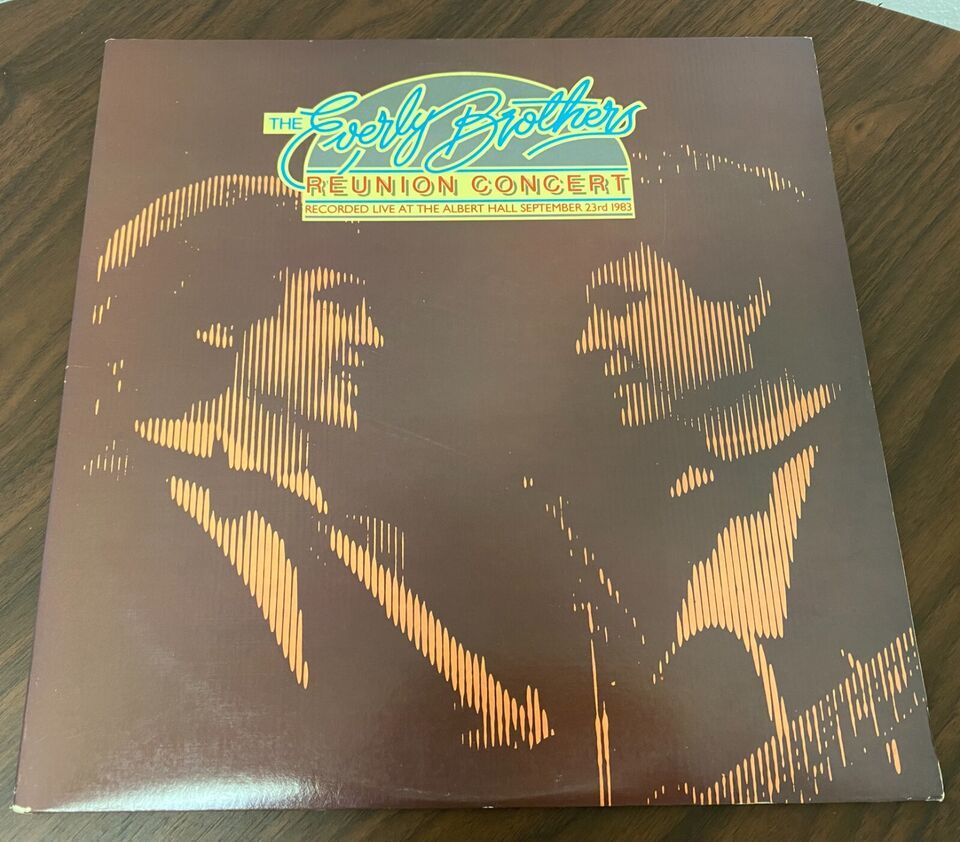 THE Everly Brothers
REUNION CONCERT
RECORDED LIVE AT THE ALBERT HALL SEPTEMBER 23rd 1983